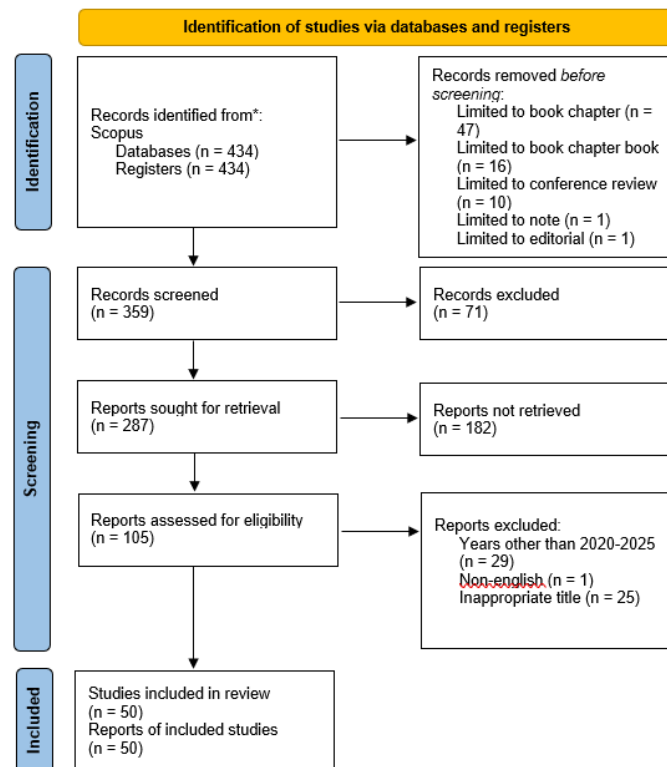 Identification of studies via databases and registers
Identification
Records identified from*:
Scopus
Databases (n = 434)
Registers (n = 434)
Records removed before
screening:
Limited to book chapter (n =
47)
Limited to book chapter book
(n = 16)
Limited to conference review
(n = 10)
Limited to note (n = 1)
Limited to editorial (n = 1)
Screening
Records screened
(n = 359)
Records excluded
(n = 71)
Reports sought for retrieval
(n = 287)
Reports not retrieved
(n = 182)
Reports assessed for eligibility
(n = 105)
Reports excluded:
Years other than 2020-2025
(n = 29)
Non-english (n = 1)
Inappropriate title (n = 25)
Included
Studies included in review
(n = 50)
Reports of included studies
(n = 50)